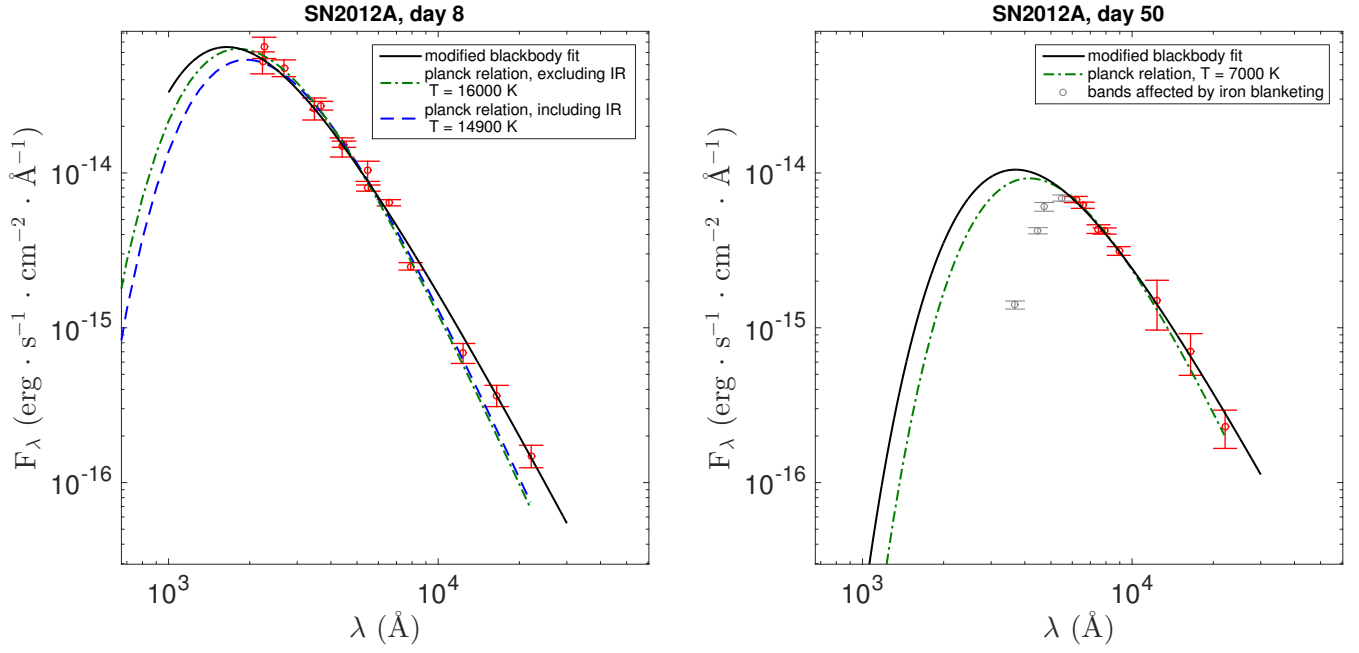 SN2012A, day 8
modified blackbody fit
planck relation, excluding IR
T = 16000 K
planck relation, including IR
T = 14900 K
10⁻¹⁴
10⁻¹⁵
10⁻¹⁶
F_λ (erg · s⁻¹ · cm⁻² · Å⁻¹)
10³
10⁴
λ (Å)
SN2012A, day 50
modified blackbody fit
planck relation, T = 7000 K
bands affected by iron blanketing
10⁻¹⁴
10⁻¹⁵
10⁻¹⁶
F_λ (erg · s⁻¹ · cm⁻² · Å⁻¹)
10³
10⁴
λ (Å)